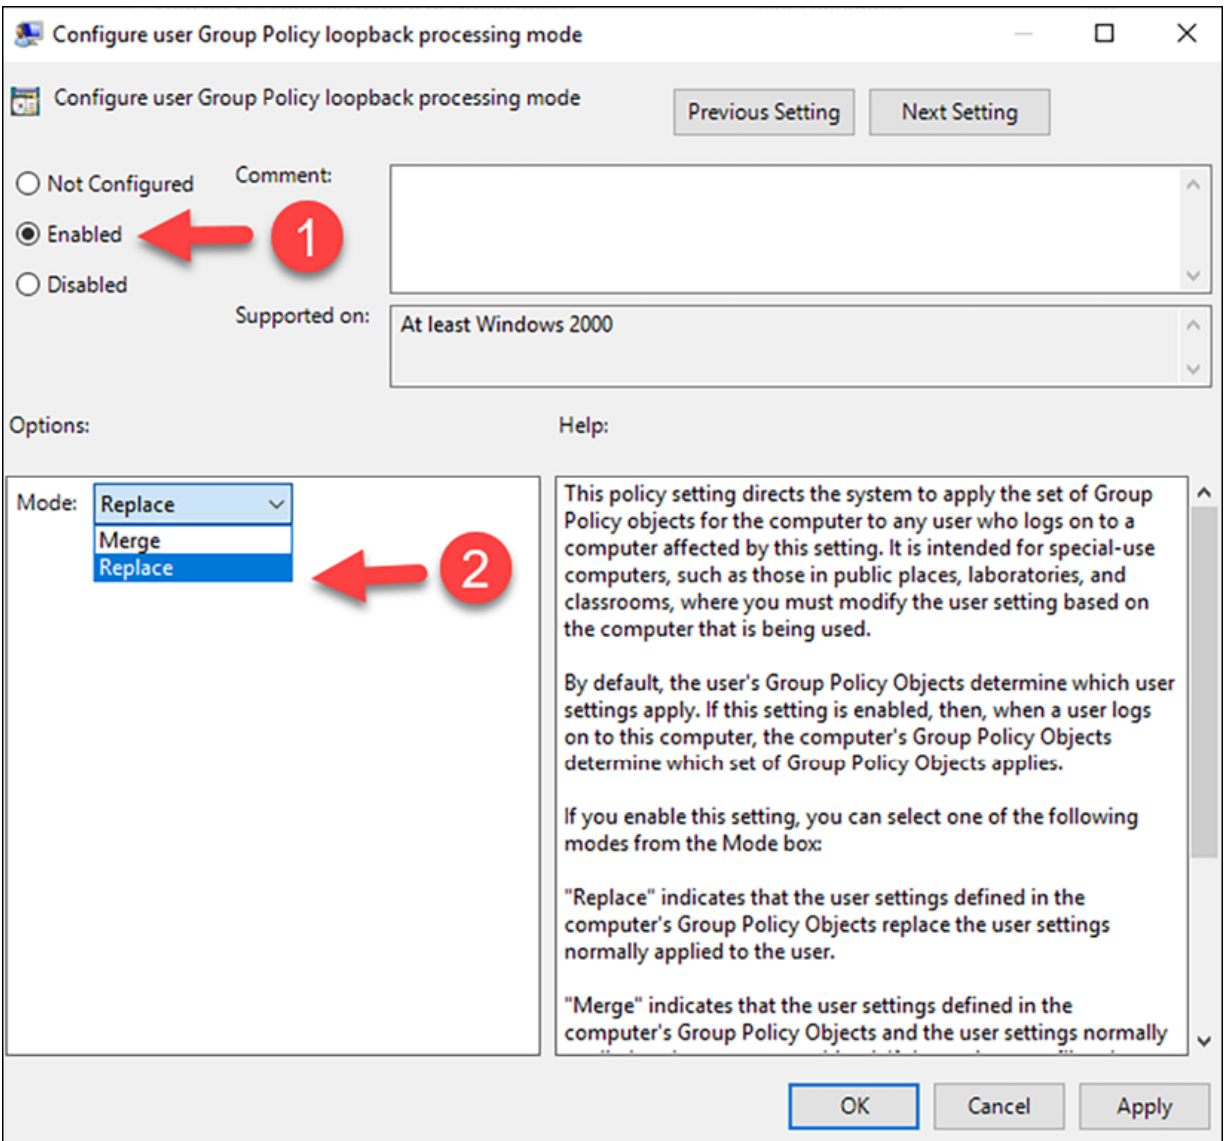 Configure user Group Policy loopback processing mode
Configure user Group Policy loopback processing mode
Previous Setting
Next Setting
Not Configured
Comment:
Enabled
1
Disabled
Supported on:
At least Windows 2000
Options:
Help:
Mode:
Replace
Merge
Replace
2
This policy setting directs the system to apply the set of Group
Policy objects for the computer to any user who logs on to a
computer affected by this setting. It is intended for special-use
computers, such as those in public places, laboratories, and
classrooms, where you must modify the user setting based on
the computer that is being used.
By default, the user's Group Policy Objects determine which user
settings apply. If this setting is enabled, then, when a user logs
on to this computer, the computer's Group Policy Objects
determine which set of Group Policy Objects applies.
If you enable this setting, you can select one of the following
modes from the Mode box:
"Replace" indicates that the user settings defined in the
computer's Group Policy Objects replace the user settings
normally applied to the user.
"Merge" indicates that the user settings defined in the
computer's Group Policy Objects and the user settings normally
OK
Cancel
Apply